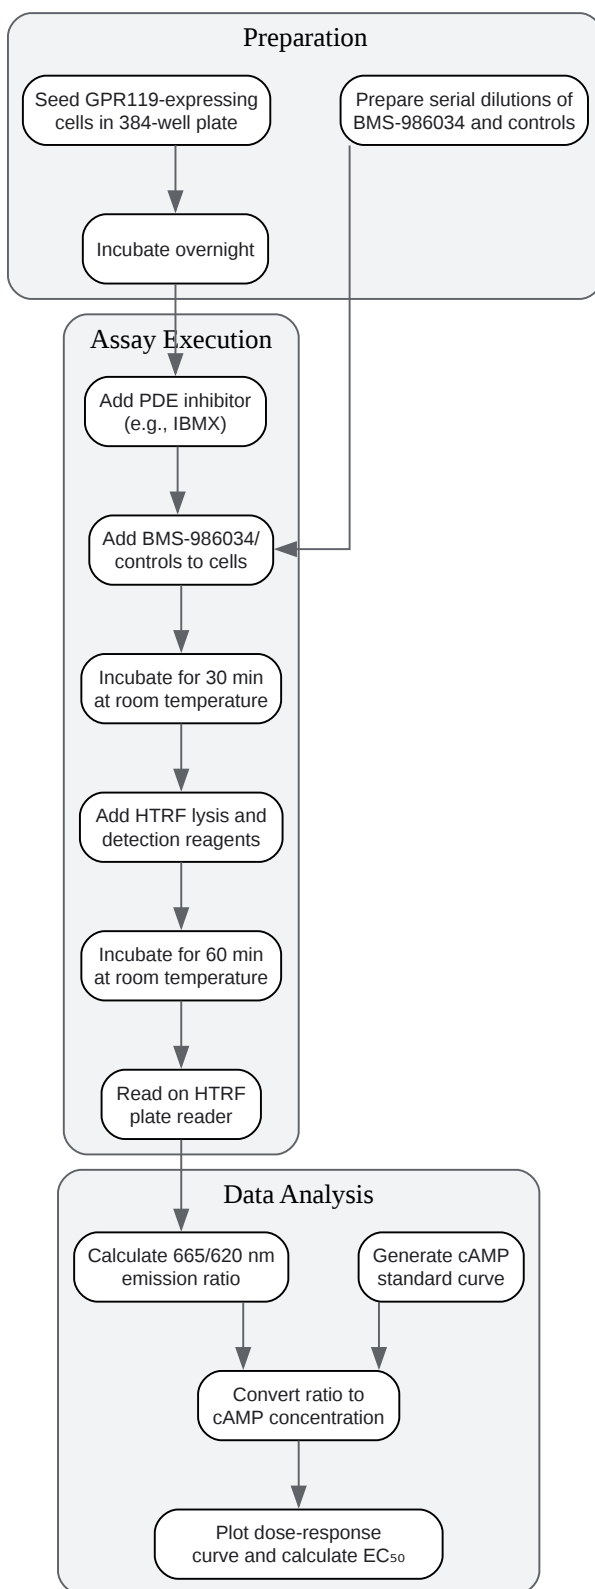 Preparation
Seed GPR119-expressing
cells in 384-well plate
Prepare serial dilutions of
BMS-986034 and controls
Incubate overnight
Assay Execution
Add PDE inhibitor
(e.g., IBMX)
Add BMS-986034/
controls to cells
Incubate for 30 min
at room temperature
Add HTRF lysis and
detection reagents
Incubate for 60 min
at room temperature
Read on HTRF
plate reader
Data Analysis
Calculate 665/620 nm
emission ratio
Generate cAMP
standard curve
Convert ratio to
cAMP concentration
Plot dose-response
curve and calculate EC₅₀